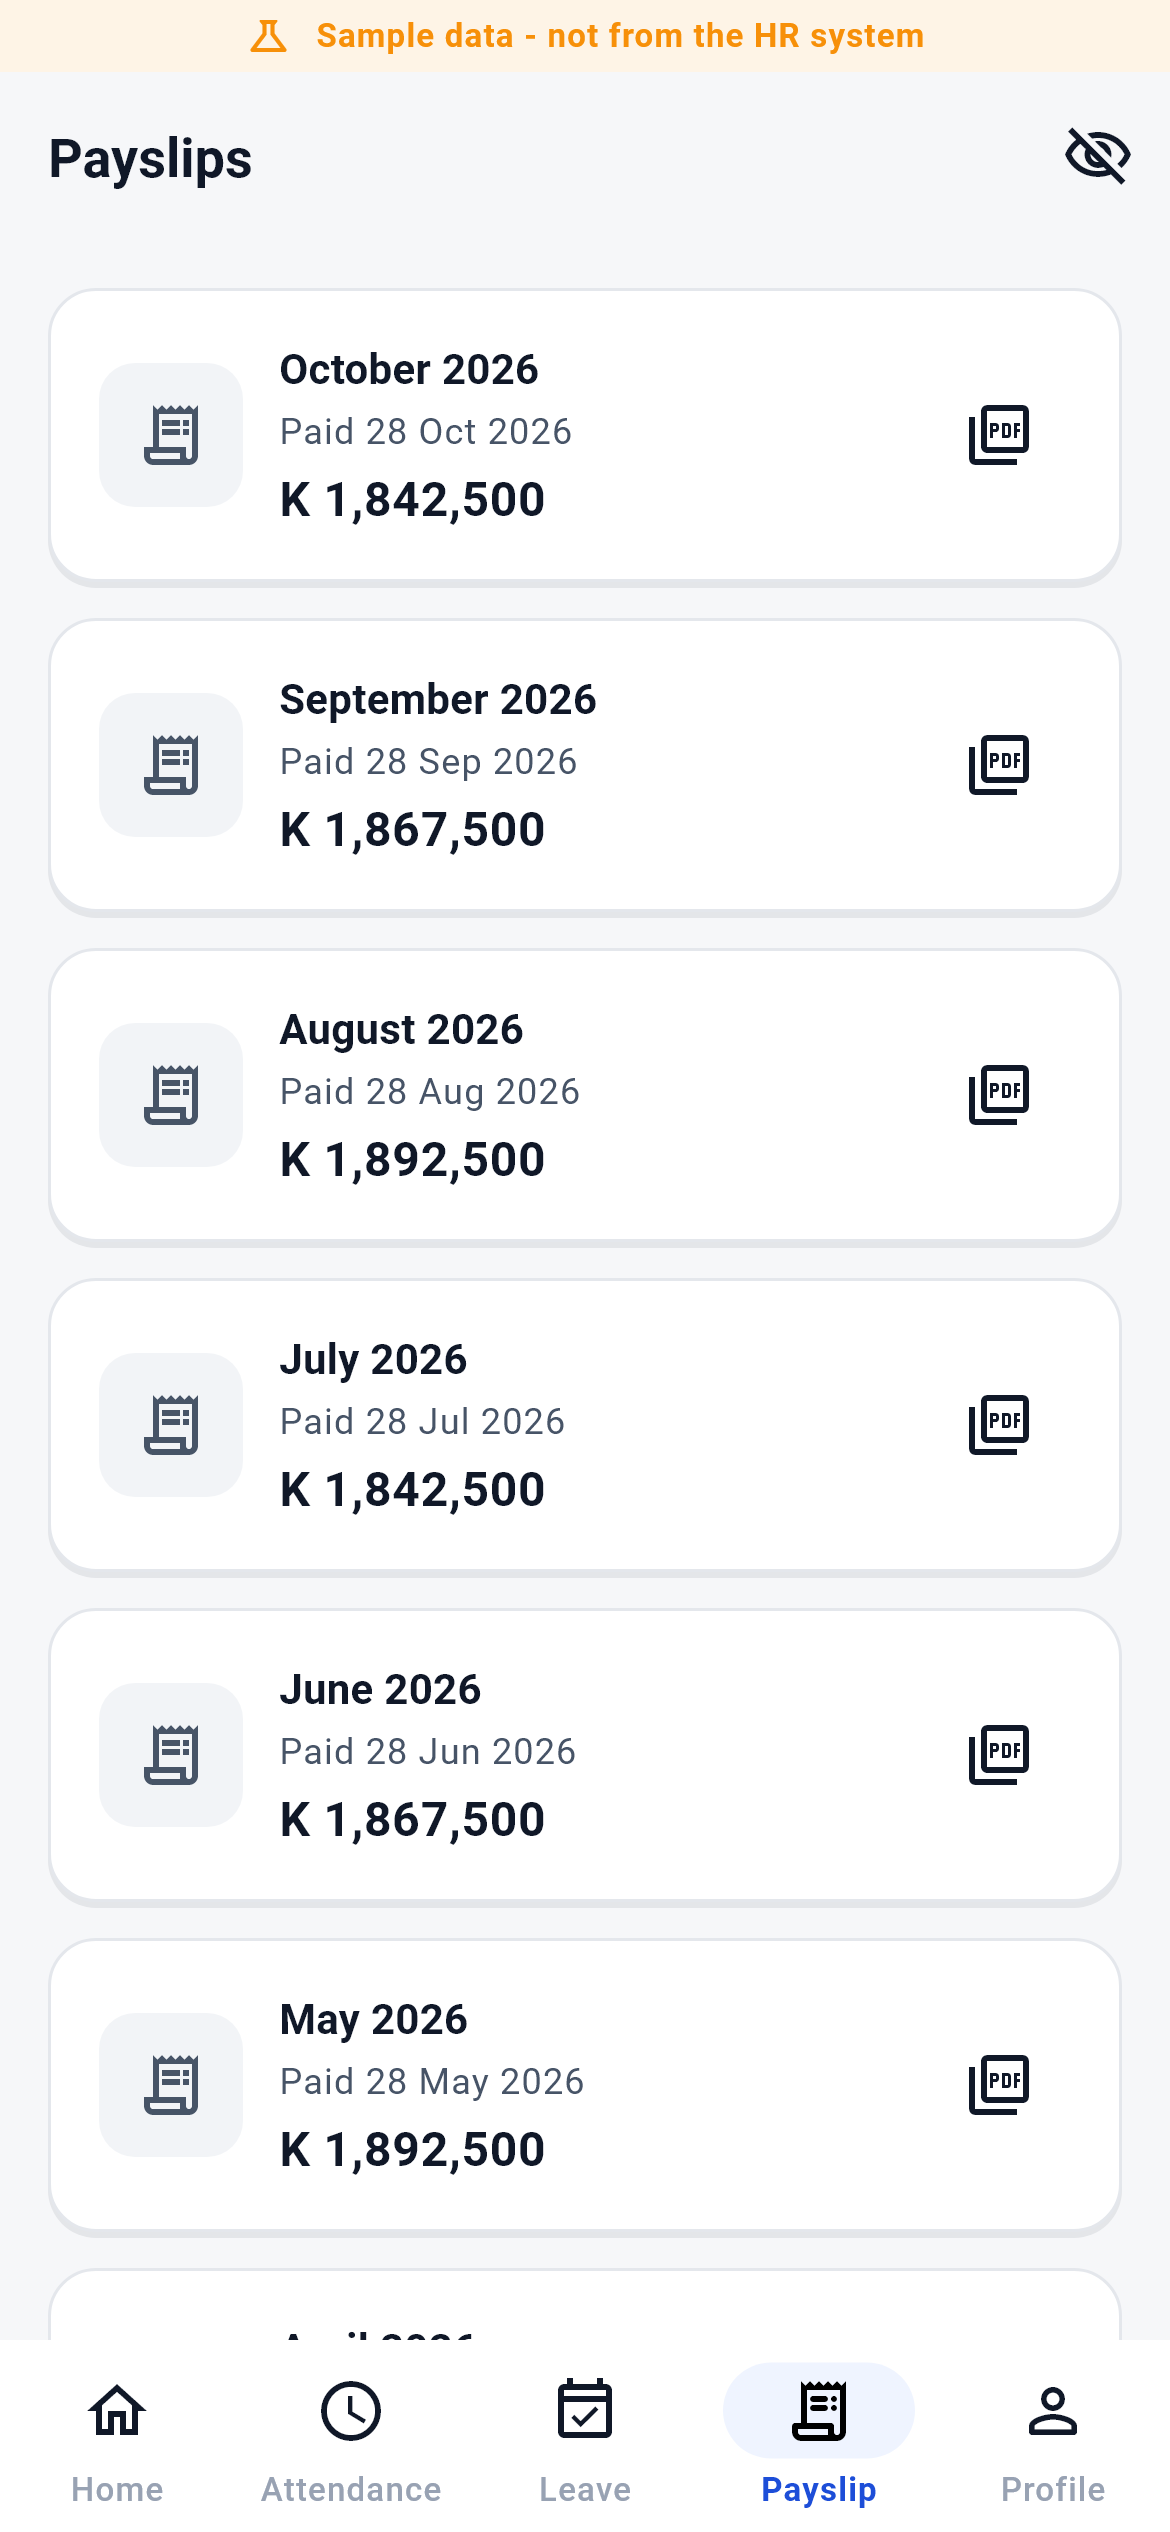 Sample data - not from the HR system
Payslips
October 2026
Paid 28 Oct 2026
K 1,842,500
PDF
September 2026
Paid 28 Sep 2026
K 1,867,500
PDF
August 2026
Paid 28 Aug 2026
K 1,892,500
PDF
July 2026
Paid 28 Jul 2026
K 1,842,500
PDF
June 2026
Paid 28 Jun 2026
K 1,867,500
PDF
May 2026
Paid 28 May 2026
K 1,892,500
PDF
April 2026
Home
Attendance
Leave
Payslip
Profile